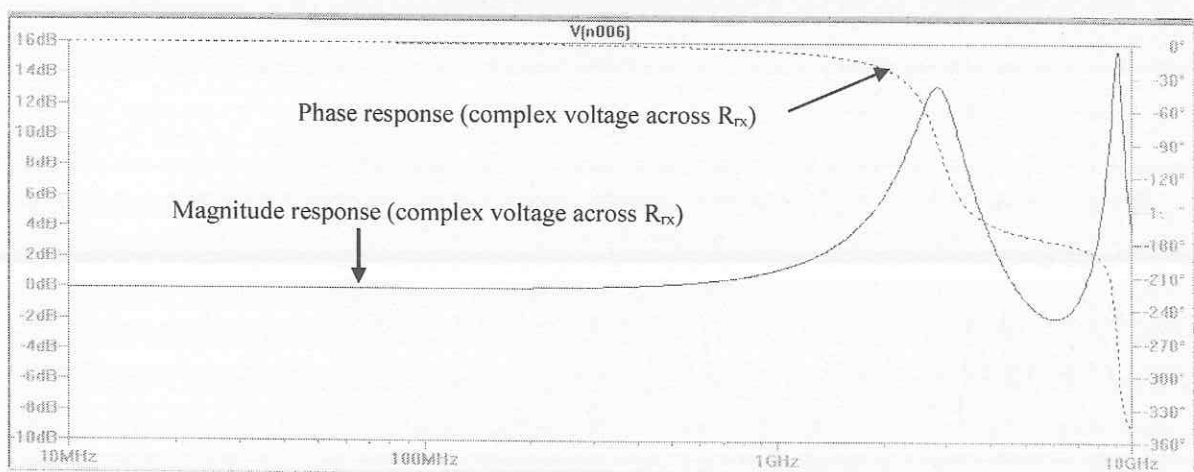 V(n006)
16dB
14dB
12dB
10dB
8dB
6dB
4dB
2dB
0dB
-2dB
-4dB
-6dB
-8dB
-10dB
Phase response (complex voltage across Rrx)
Magnitude response (complex voltage across Rrx)
0°
-30°
-60°
-90°
120°
180°
-210°
-240°
-270°
-300°
-330°
360°
10MHz
100MHz
1GHz
10GHz